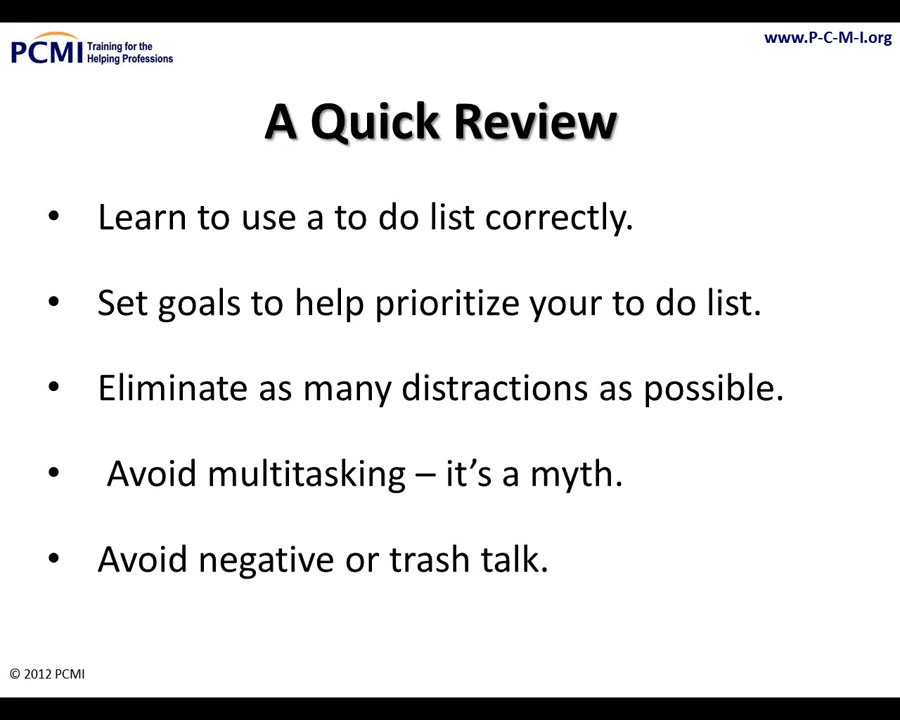 PCMI Training for the
Helping Professions
www.P-C-M-I.org
A Quick Review
• Learn to use a to do list correctly.
• Set goals to help prioritize your to do list.
• Eliminate as many distractions as possible.
• Avoid multitasking – it’s a myth.
• Avoid negative or trash talk.
© 2012 PCMI